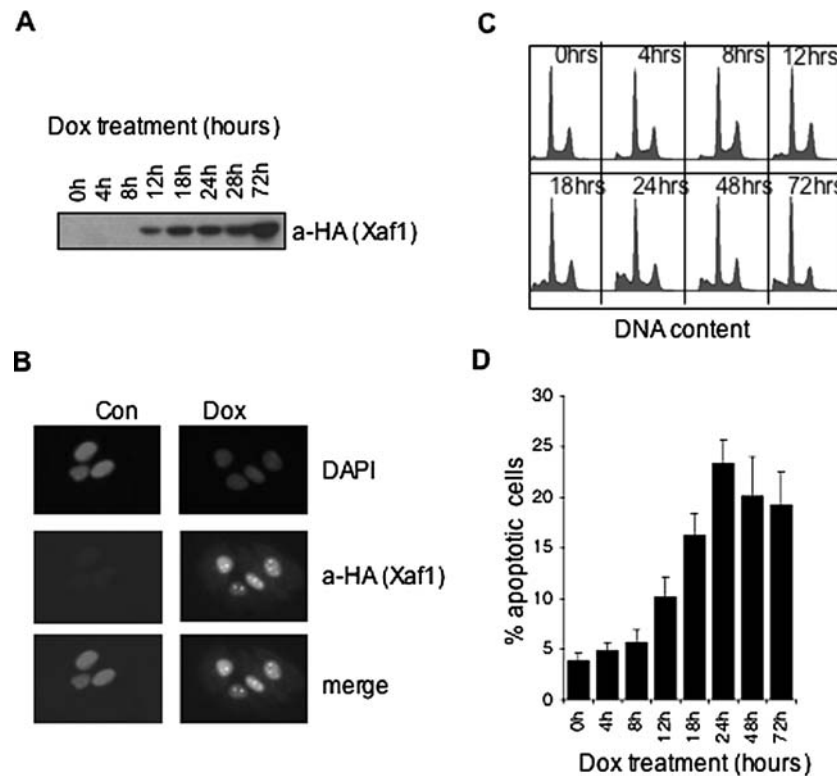 A
Dox treatment (hours)
0h 4h 8h 12h 18h 24h 28h 72h
a-HA (Xaf1)
B
Con Dox
DAPI
a-HA (Xaf1)
merge
C
0hrs 4hrs 8hrs 12hrs
18hrs 24hrs 48hrs 72hrs
DNA content
D
% apoptotic cells
30
25
20
15
10
5
0
0h 4h 8h 12h 18h 24h 48h 72h
Dox treatment (hours)